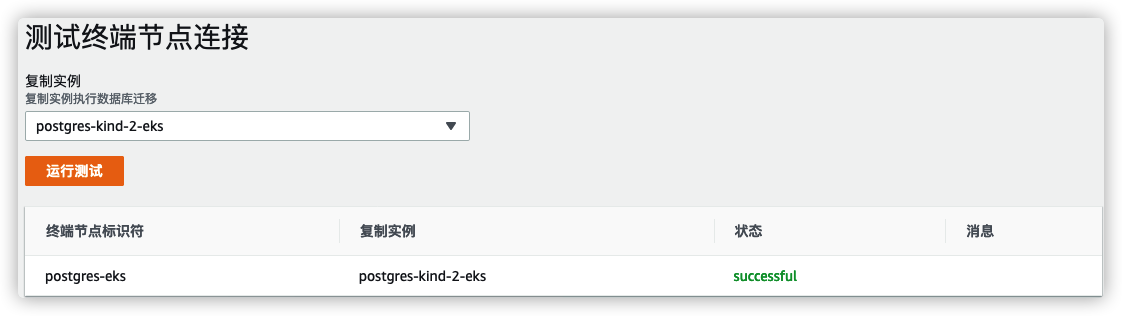 测试终端节点连接
复制实例
复制实例执行数据库迁移
postgres-kind-2-eks
运行测试
终端节点标识符 复制实例 状态 消息
postgres-eks postgres-kind-2-eks successful